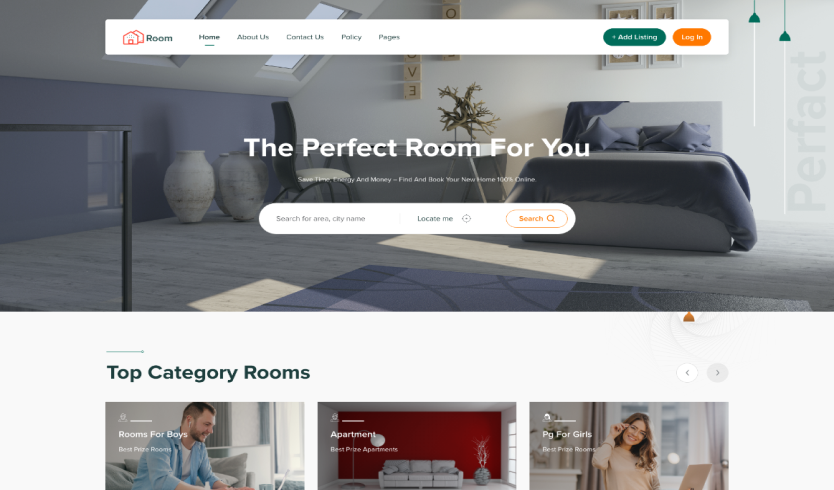 Room
Home
About Us
Contact Us
Policy
Pages
+ Add Listing
Log In
LOVE
Perfact
The Perfect Room For You
Save Time, Energy And Money – Find And Book Your New Home 100% Online.
Search for area, city name
Locate me
Search
Top Category Rooms
Rooms For Boys
Best Prize Rooms
Apartment
Best Prize Apartments
Pg For Girls
Best Prize Rooms